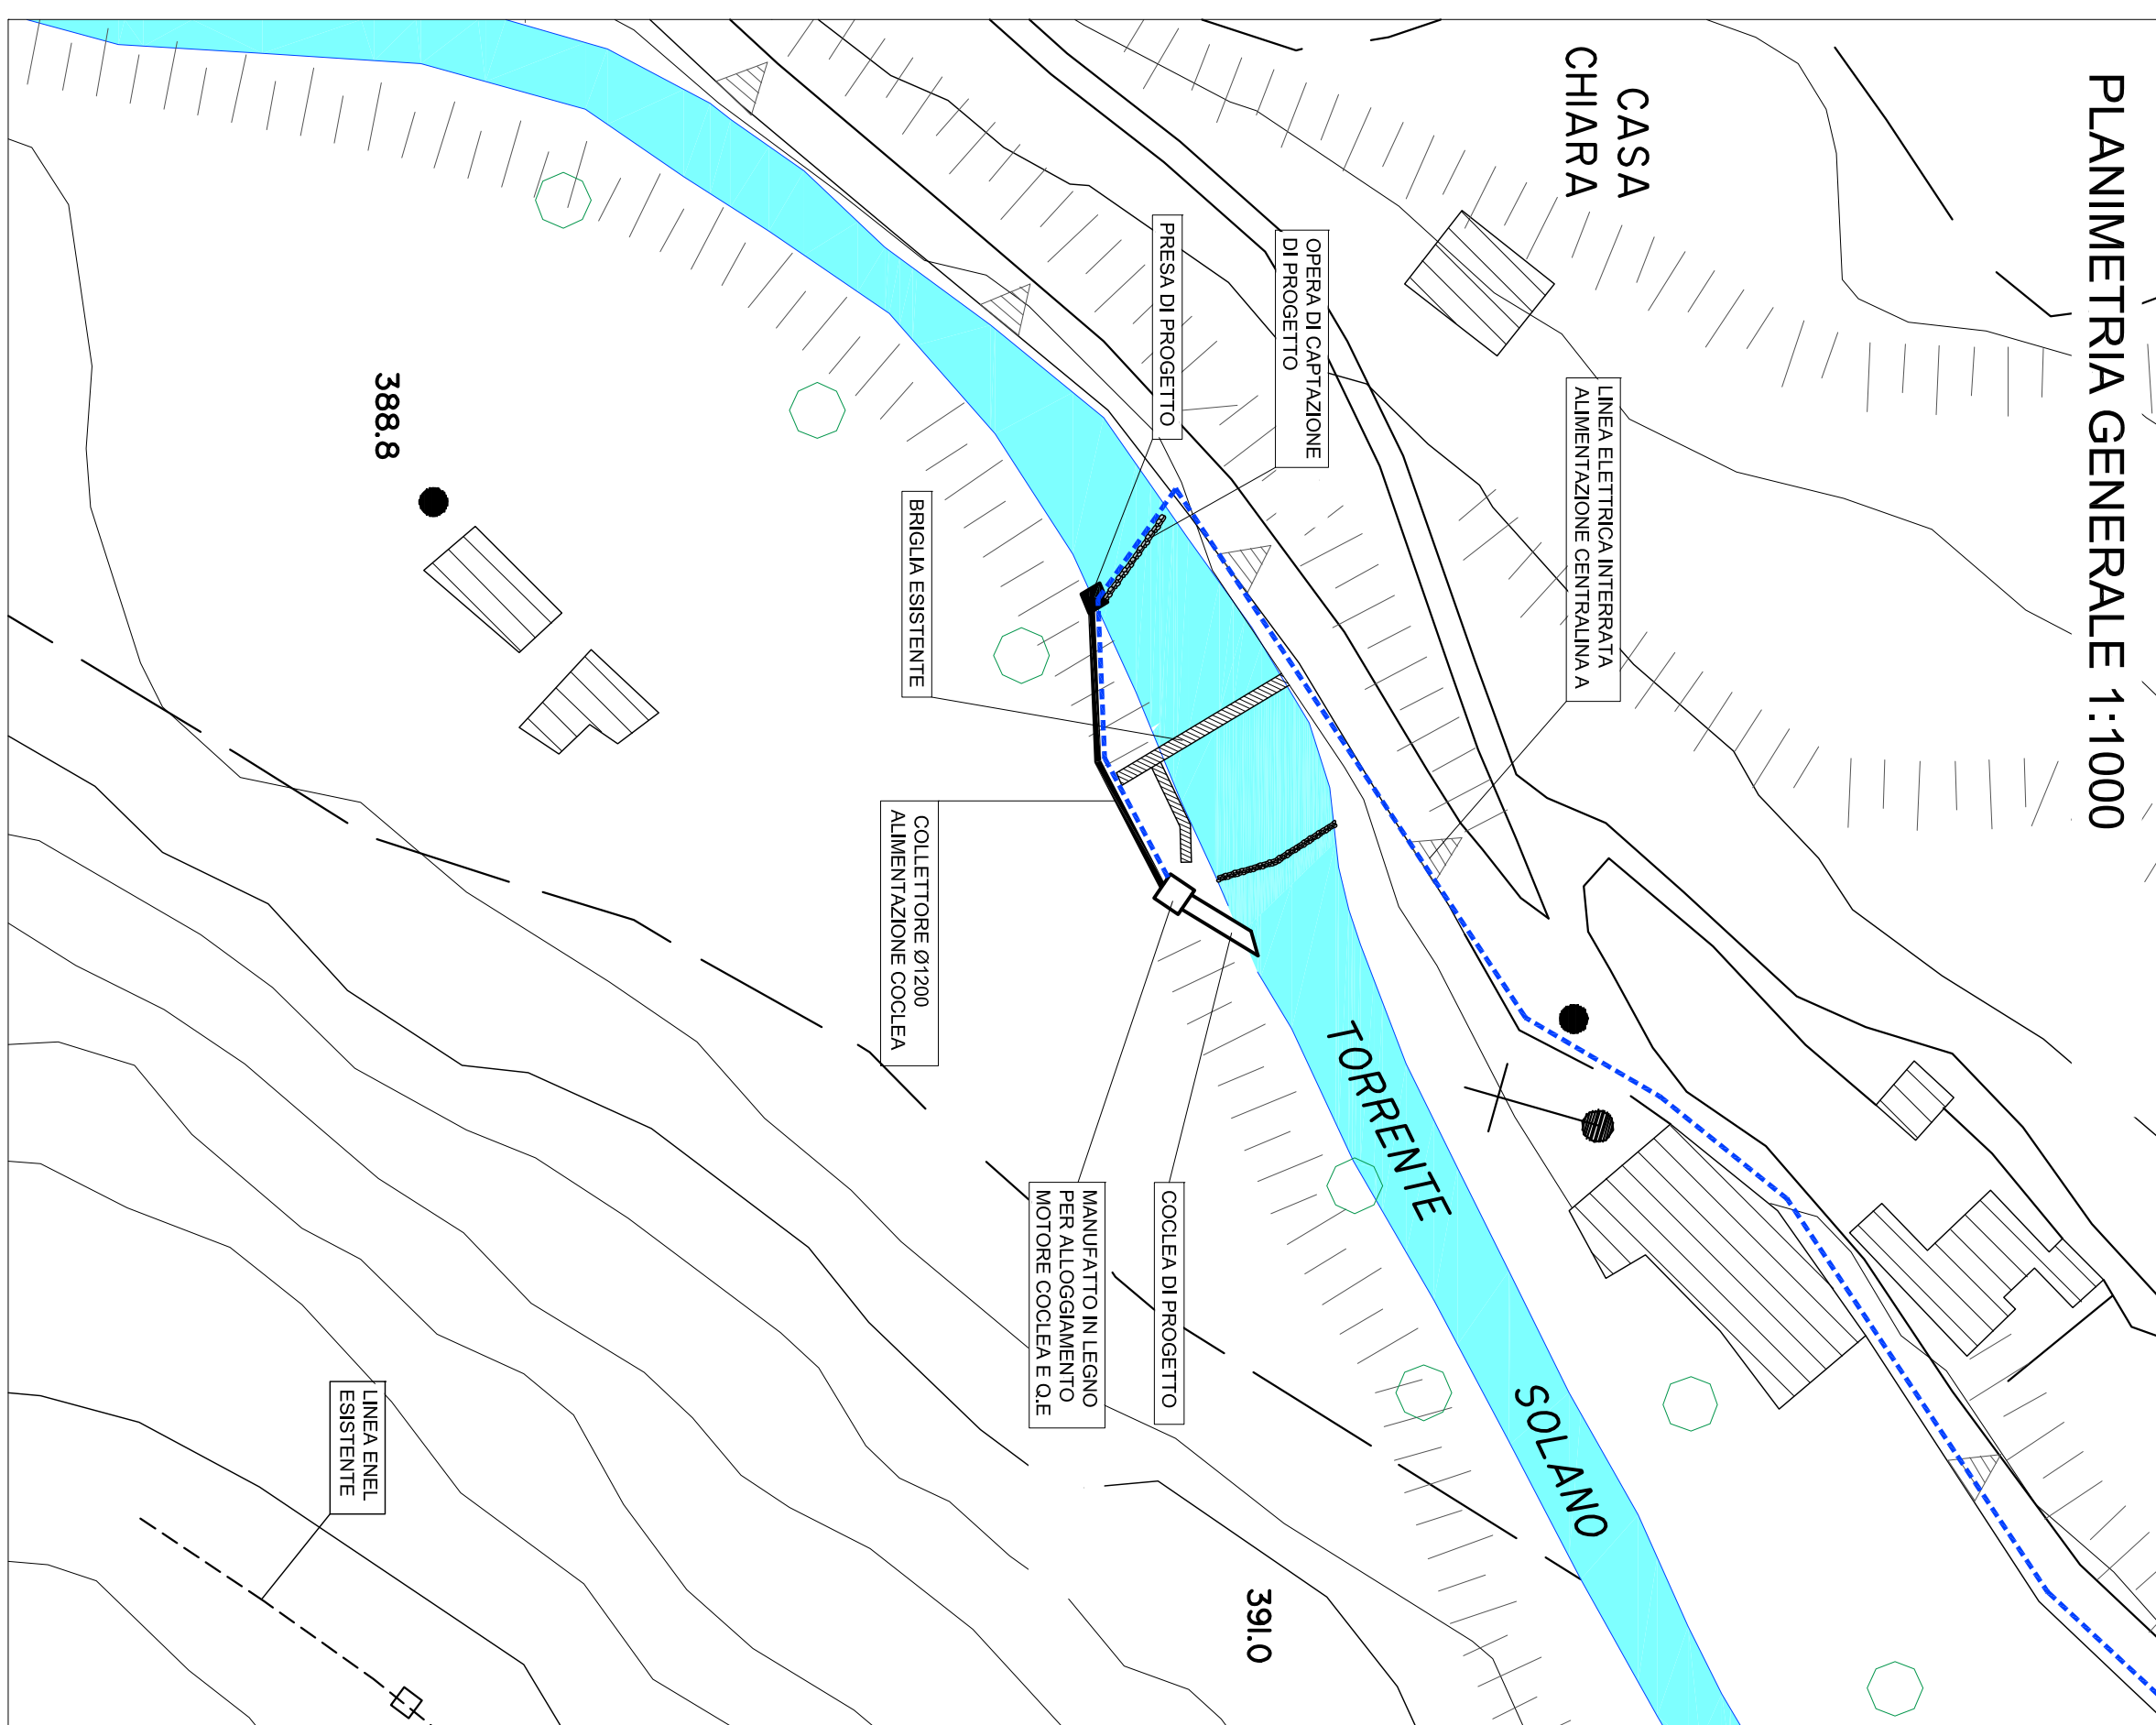 PLANIMETRIA GENERALE 1:1000
CASA
CHIARA
LINEA ELETTRICA INTERRATA
ALIMENTAZIONE CENTRALINA A
OPERA DI CAPTAZIONE
DI PROGETTO
PRESA DI PROGETTO
BRIGLIA ESISTENTE
388.8
COLLETTORE Ø1200
ALIMENTAZIONE COCLEA
TORRENTE
SOLANO
COCLEA DI PROGETTO
MANUFATTO IN LEGNO
PER ALLOGGIAMENTO
MOTORE COCLEA E Q.E
LINEA ENEL
ESISTENTE
391.0